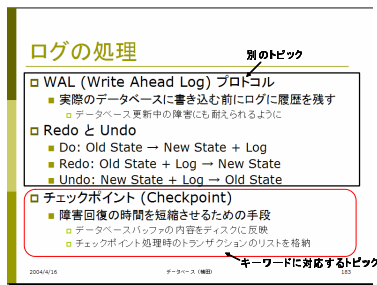 ログの処理
別のトピック
WAL (Write Ahead Log) プロトコル
実際のデータベースに書き込む前にログに履歴を残す
データベース更新中の障害にも耐えられるように
Redo と Undo
Do: Old State → New State + Log
Redo: Old State + Log → New State
Undo: New State + Log → Old State
チェックポイント (Checkpoint)
障害回復の時間を短縮させるための手段
データベースバッファの内容をディスクに反映
チェックポイント処理時のトランザクションのリストを格納
キーワードに対応するトピック
2004/4/16
データベース (植田)
183